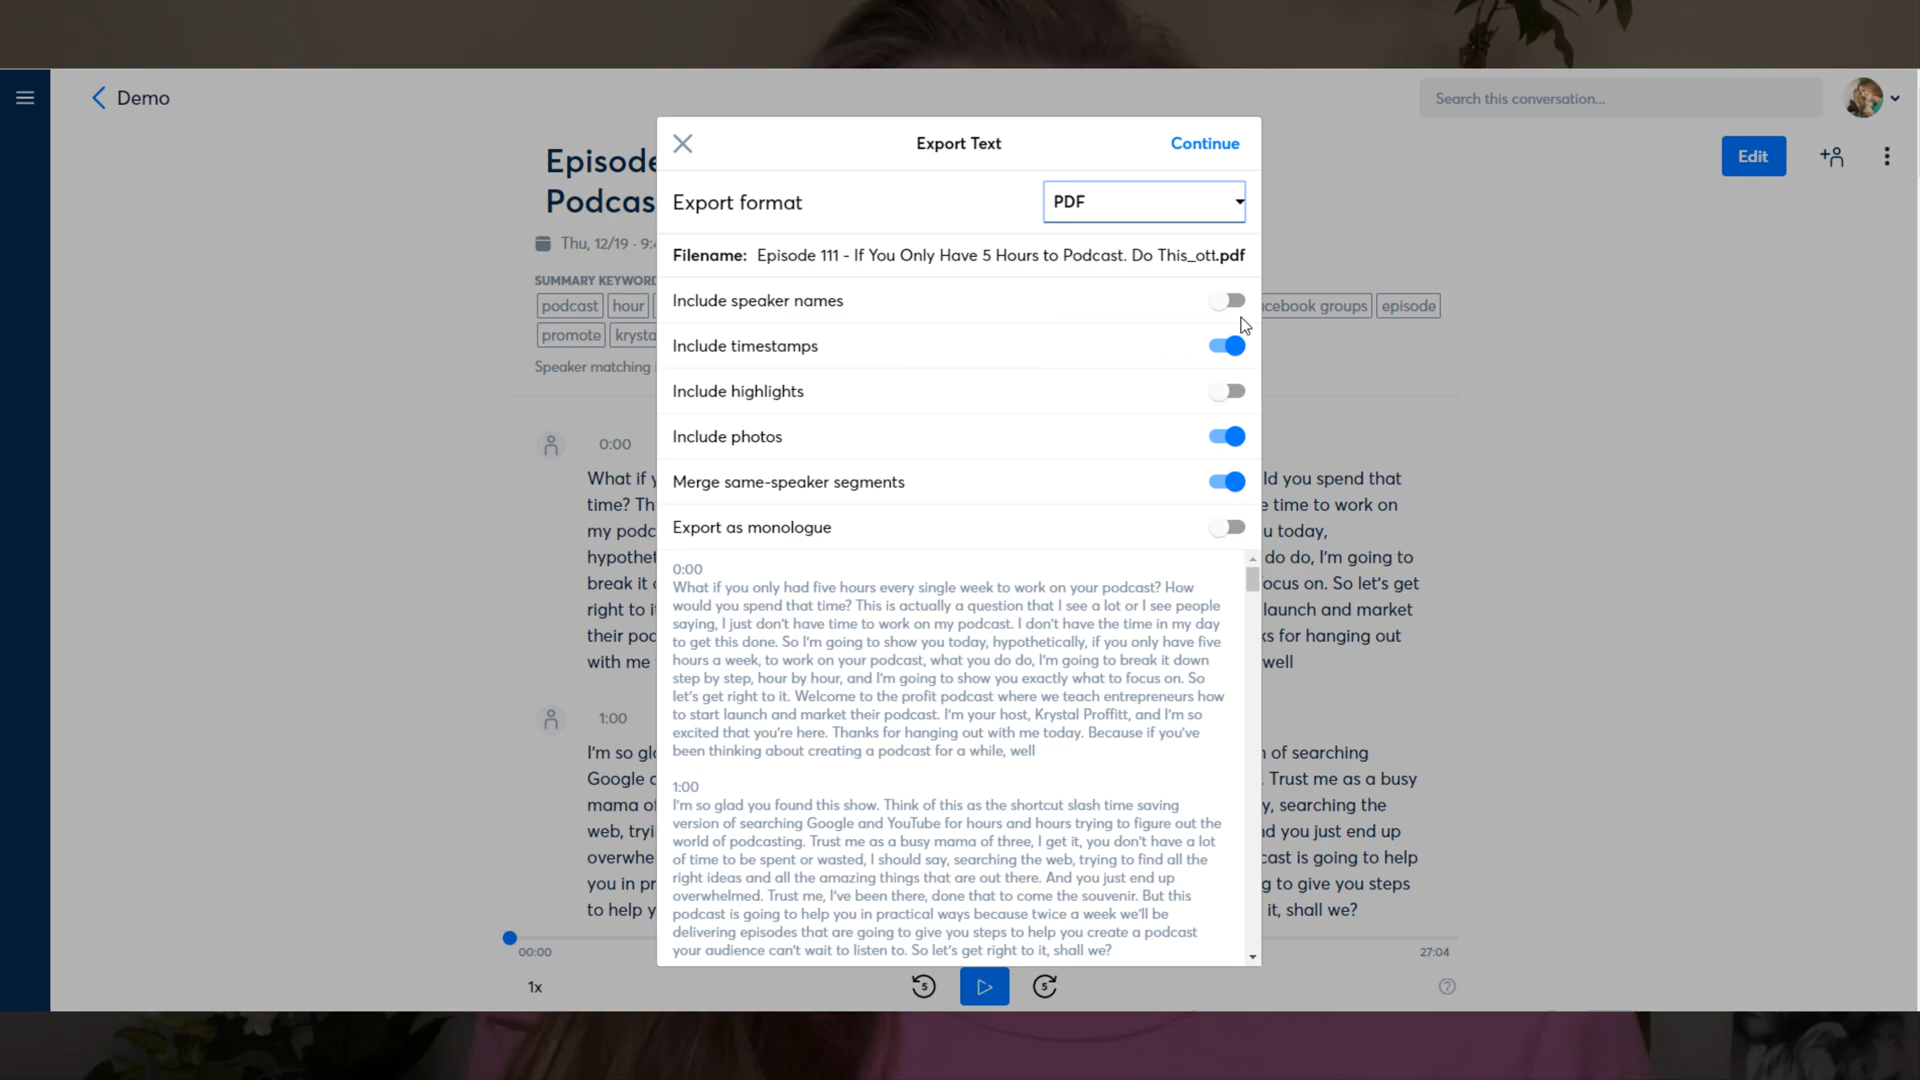 Demo
Search this conversation...
Episode
Podcas
Edit
Thu, 12/19 · 9:4
SUMMARY KEYWOR
podcast hour
cebook groups episode
promote krysta
Speaker matching
Export Text
Continue
Export format
PDF
Filename: Episode 111 - If You Only Have 5 Hours to Podcast. Do This_ott.pdf
Include speaker names
Include timestamps
Include highlights
Include photos
Merge same-speaker segments
Export as monologue
0:00
What if you only had five hours every single week to work on your podcast? How
would you spend that time? This is actually a question that I see a lot or I see people
saying, I just don't have time to work on my podcast. I don't have the time in my day
to get this done. So I'm going to show you today, hypothetically, if you only have five
hours a week, to work on your podcast, what you do do, I'm going to break it down
step by step, hour by hour, and I'm going to show you exactly what to focus on. So
let's get right to it. Welcome to the profit podcast where we teach entrepreneurs how
to start launch and market their podcast. I'm your host, Krystal Proffitt, and I'm so
excited that you're here. Thanks for hanging out with me today. Because if you've
been thinking about creating a podcast for a while, well
1:00
I'm so glad you found this show. Think of this as the shortcut slash time saving
version of searching Google and YouTube for hours and hours trying to figure out the
world of podcasting. Trust me as a busy mama of three, I get it, you don't have a lot
of time to be spent or wasted, I should say, searching the web, trying to find all the
right ideas and all the amazing things that are out there. And you just end up
overwhelmed. Trust me, I've been there, done that to come the souvenir. But this
podcast is going to help you in practical ways because twice a week we'll be
delivering episodes that are going to give you steps to help you create a podcast
your audience can't wait to listen to. So let's get right to it, shall we?
0:00
What if y ld you spend that
time? Th e time to work on
my podc u today,
hypothet do do, I'm going to
break it ocus on. So let's get
right to i launch and market
their poc s for hanging out
with me well
1:00
I'm so glo n of searching
Google c . Trust me as a busy
mama of y, searching the
web, tryi d you just end up
overwhe cast is going to help
you in pr g to give you steps
to help y it, shall we?
00:00
27:04
1x
5
5